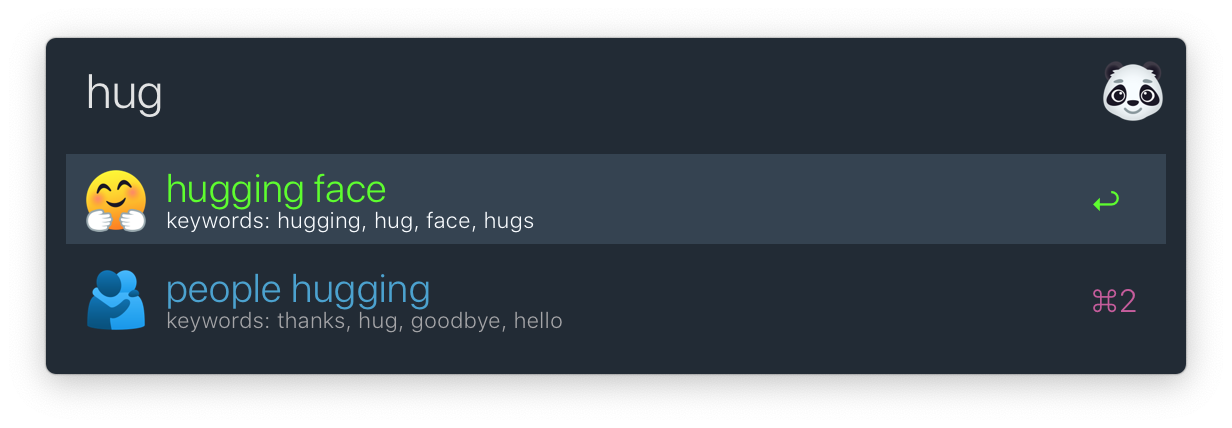 hug
hugging face
keywords: hugging, hug, face, hugs
people hugging
keywords: thanks, hug, goodbye, hello
⌘2